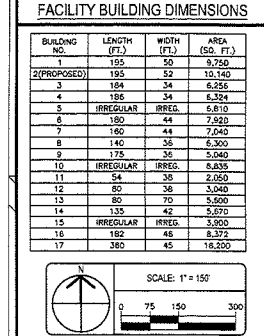 FACILITY BUILDING DIMENSIONS
BUILDING NO. LENGTH (FT.) WIDTH (FT.) AREA (SQ. FT.)
1 195 50 9,750
2(PROPOSED) 195 52 10,140
3 184 34 6,256
4 186 34 6,324
5 IRREGULAR IRREG. 6,810
6 180 44 7,920
7 160 44 7,040
8 140 36 6,300
9 175 36 5,040
10 IRREGULAR IRREG. 8,835
11 54 38 2,050
12 80 38 3,040
13 80 70 5,600
14 135 42 5,670
15 IRREGULAR IRREG. 3,900
16 182 46 8,372
17 360 45 16,200
N
SCALE: 1" = 150'
0 75 150 300